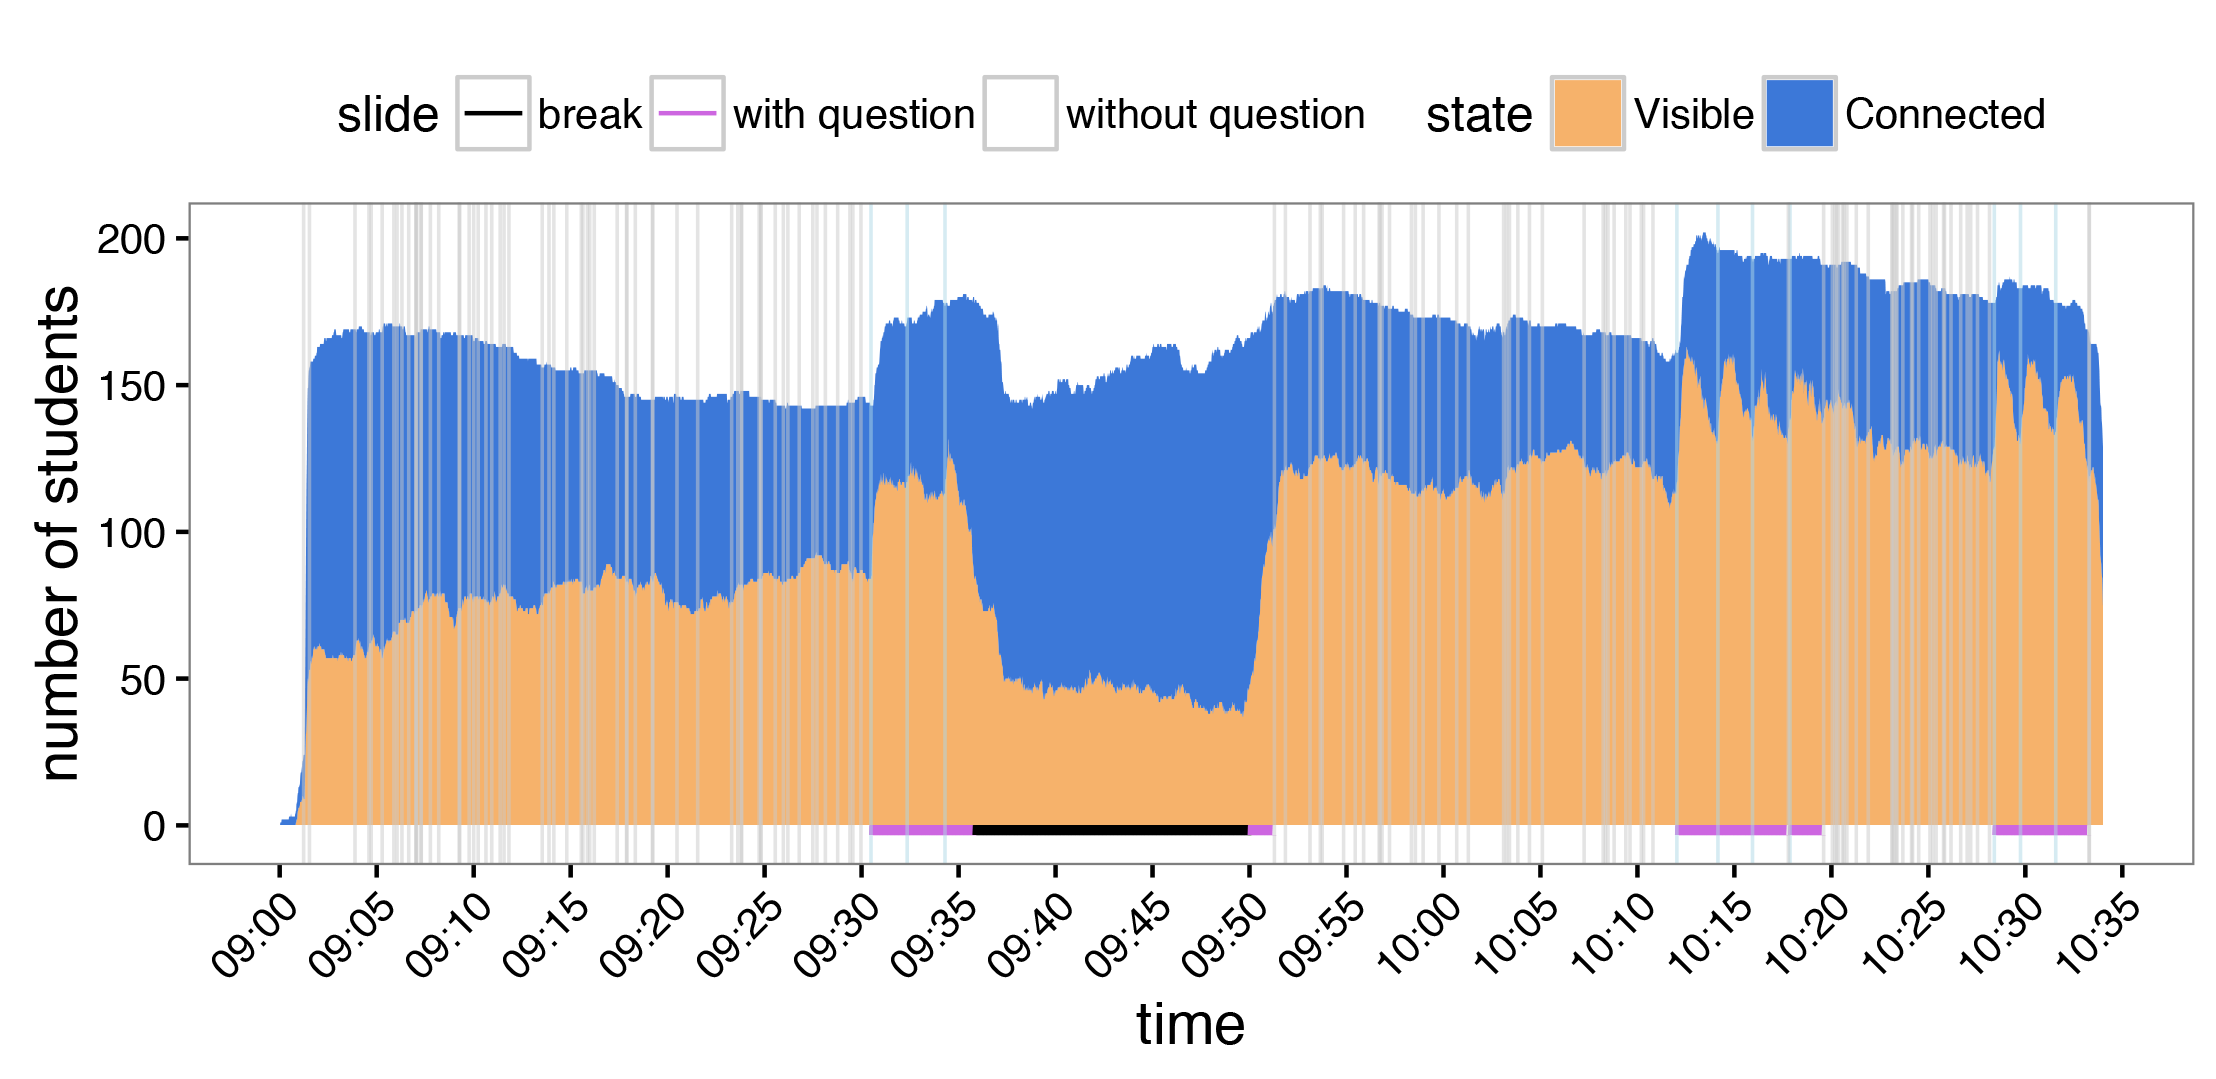 slide break with question without question state Visible Connected
number of students
200
150
100
50
0
09:00 09:05 09:10 09:15 09:20 09:25 09:30 09:35 09:40 09:45 09:50 09:55 10:00 10:05 10:10 10:15 10:20 10:25 10:30 10:35
time